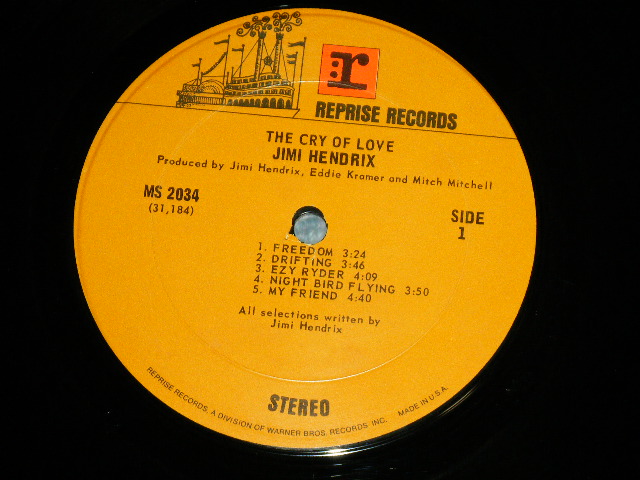 r
REPRISE RECORDS
THE CRY OF LOVE
JIMI HENDRIX
Produced by Jimi Hendrix, Eddie Kramer and Mitch Mitchell
MS 2034
(31,184)
SIDE
1
1. FREEDOM 3:24
2. DRIFTING 3:46
3. EZY RYDER 4:09
4. NIGHT BIRD FLYING 3:50
5. MY FRIEND 4:40
All selections written by
Jimi Hendrix
STEREO
REPRISE RECORDS, A DIVISION OF WARNER BROS. RECORDS, INC. MADE IN U.S.A.